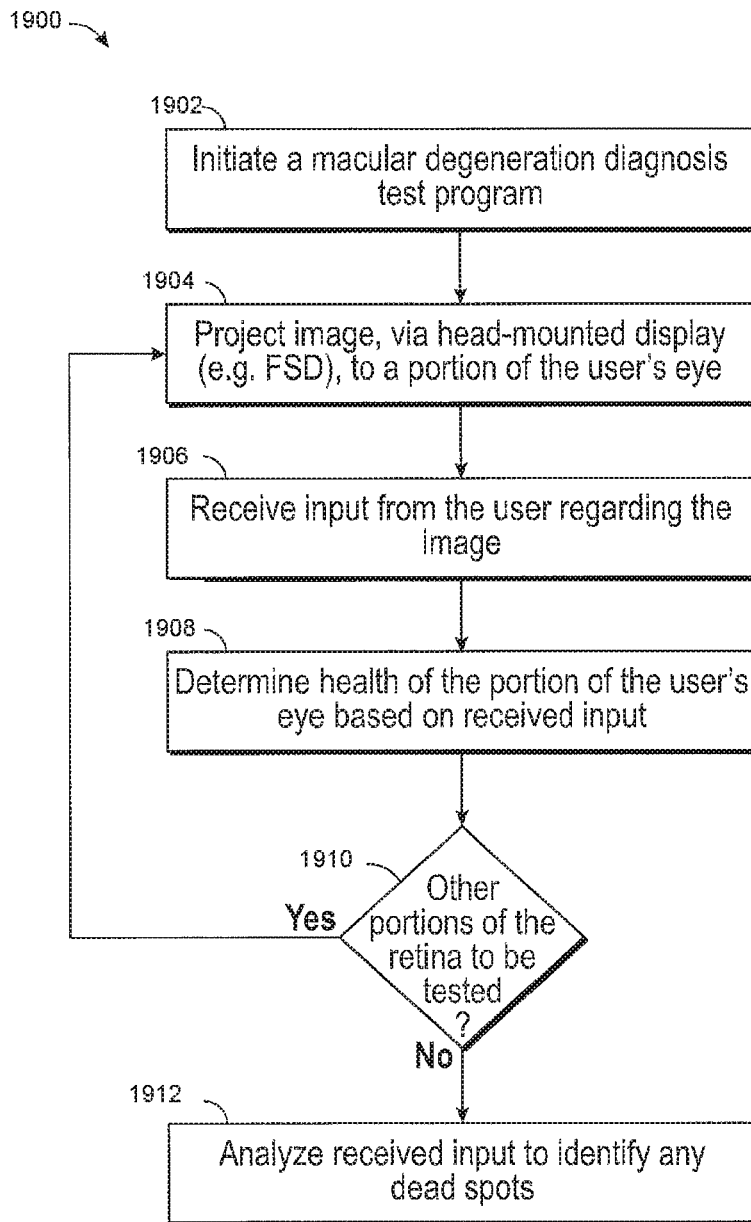 1900
1902
Initiate a macular degeneration diagnosis
test program
1904
Project image, via head-mounted display
(e.g. FSD), to a portion of the user's eye
1906
Receive input from the user regarding the
image
1908
Determine health of the portion of the user's
eye based on received input
1910
Other
portions of the
retina to be
tested
?
Yes
No
1912
Analyze received input to identify any
dead spots